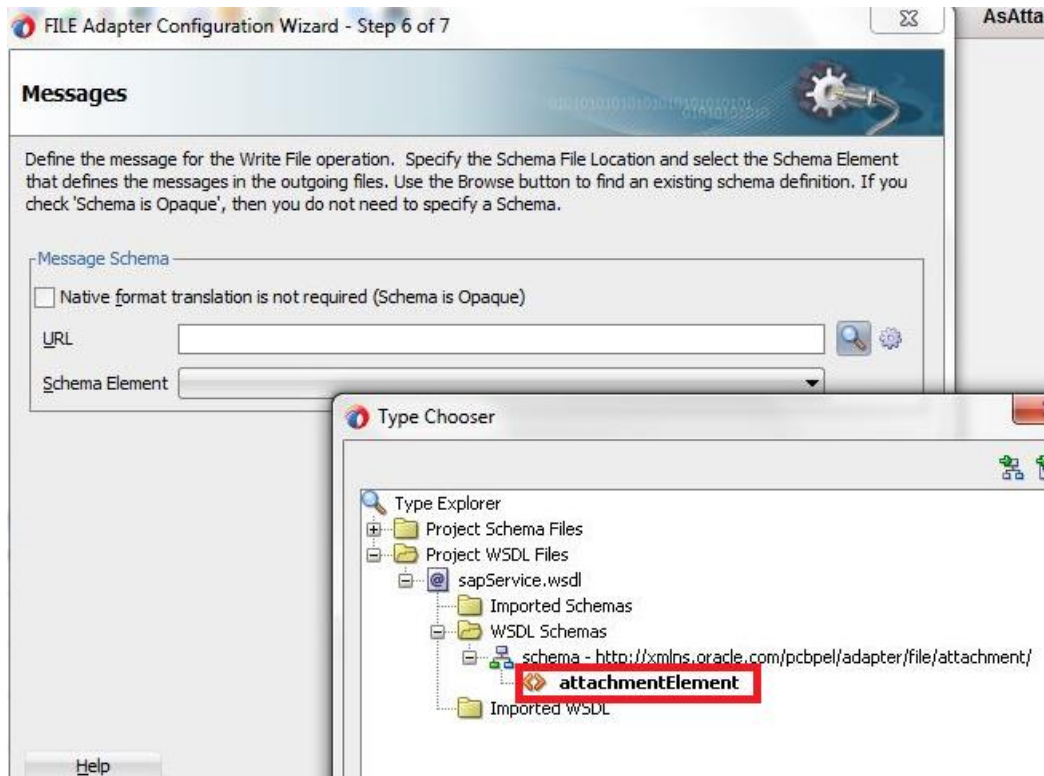 FILE Adapter Configuration Wizard - Step 6 of 7
AsAtta
Messages
Define the message for the Write File operation. Specify the Schema File Location and select the Schema Element
that defines the messages in the outgoing files. Use the Browse button to find an existing schema definition. If you
check 'Schema is Opaque', then you do not need to specify a Schema.
Message Schema
Native format translation is not required (Schema is Opaque)
URL
Schema Element
Type Chooser
Type Explorer
Project Schema Files
Project WSDL Files
sapService.wsdl
Imported Schemas
WSDL Schemas
schema - http://xmlns.oracle.com/pcbpel/adapter/file/attachment/
attachmentElement
Imported WSDL
Help